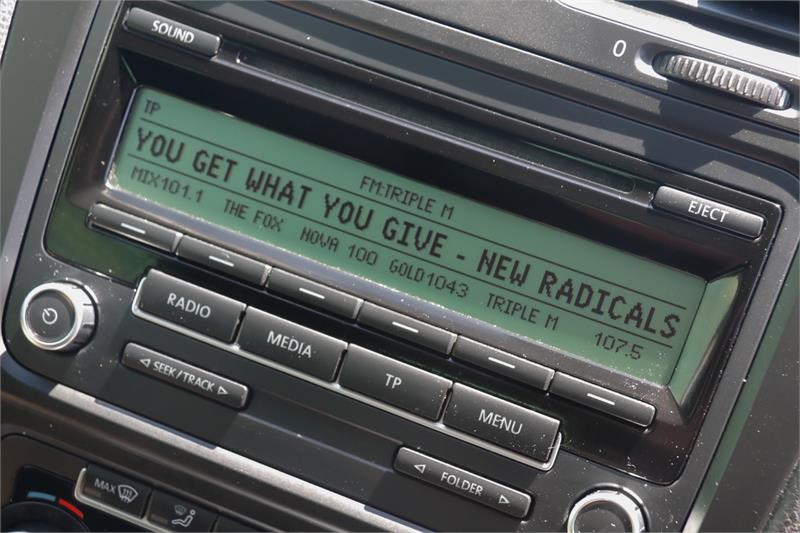 SOUND
0
TP
FM:TRIPLE M
YOU GET WHAT YOU GIVE - NEW RADICALS
MIX101.1 THE FOX NOVA 100 GOLD1043 TRIPLE M 107.5
EJECT
RADIO
MEDIA
TP
MENU
SEEK/TRACK
FOLDER
MAX